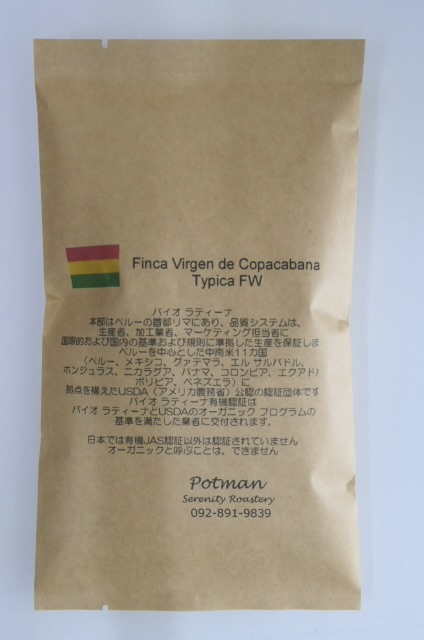 Finca Virgen de Copacabana
Typica FW
バイオ ラティーナ
本部はペルーの首都リマにあり、品質システムは、
生産者、加工業者、マーケティング担当者に
国際的および国内の基準および規則に準拠した生産を保証しま
ペルーを中心とした中南米11カ国
（ペルー、メキシコ、グァテマラ、エル サルバドル、
ホンジュラス、ニカラグア、パナマ、コロンビア、エクアドル
ボリビア、ベネズエラ）に
拠点を構えたUSDA（アメリカ農務省）公認の認証団体です
バイオ ラティーナ有機認証は
バイオ ラティーナとUSDAのオーガニック プログラムの
基準を満たした業者に交付されます。
日本では有機JAS認証以外は認証されていません
オーガニックと呼ぶことは、できません
Potman
Serenity Roastery
092-891-9839